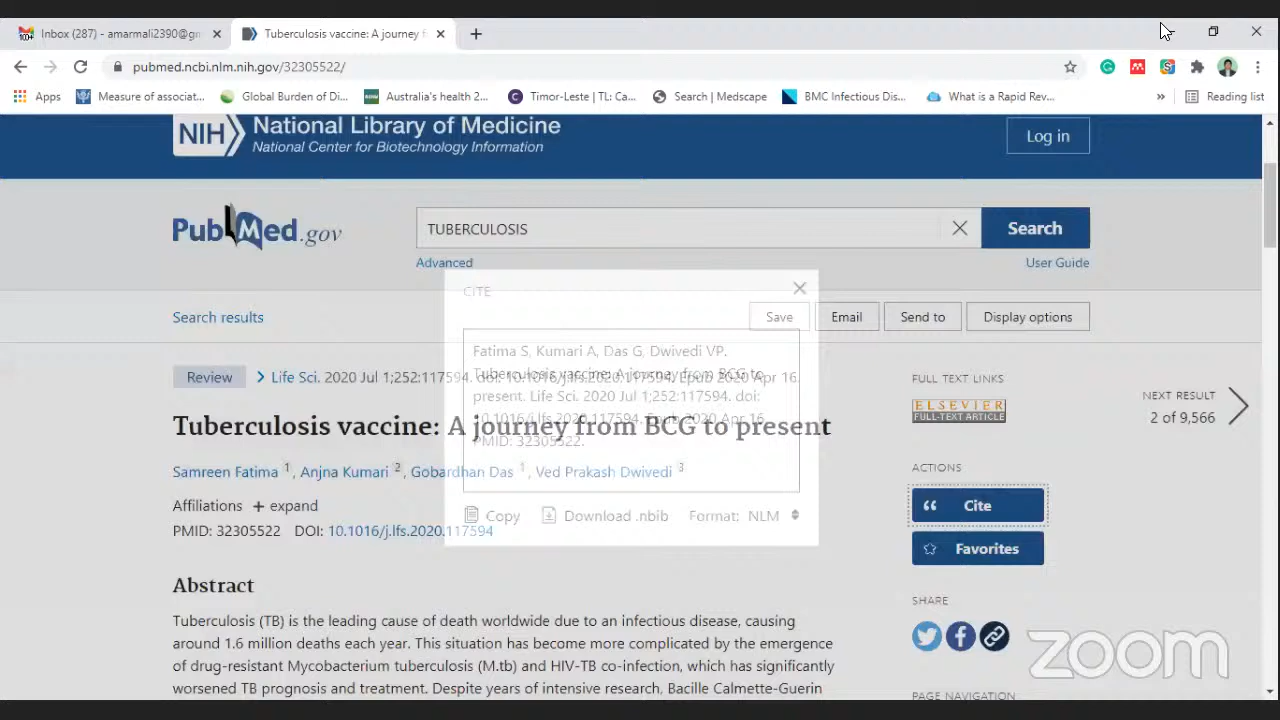 Inbox (287) - amarmali2390@gm
Tuberculosis vaccine: A journey f
pubmed.ncbi.nlm.nih.gov/32305522/
Apps Measure of associat... Global Burden of Di... Australia's health 2... Timor-Leste | TL: Ca... Search | Medscape BMC Infectious Dis... What is a Rapid Rev... » Reading list
NIH National Library of Medicine
National Center for Biotechnology Information
Log in
PubMed.gov
TUBERCULOSIS
Search
Advanced
User Guide
CITE
Search results
Save
Email
Send to
Display options
Fatima S, Kumari A, Das G, Dwivedi VP.
Tuberculosis vaccine: A journey from BCG to
present. Life Sci. 2020 Jul 1;252:117594. doi:
10.1016/j.lfs.2020.117594. Epub 2020 Apr 16.
PMID: 32305522.
Copy Download .nbib Format: NLM
Review
Life Sci. 2020 Jul 1;252:117594. doi: 10.1016/j.lfs.2020.117594. Epub 2020 Apr 16.
Tuberculosis vaccine: A journey from BCG to present
Samreen Fatima 1, Anjna Kumari 2, Gobardhan Das 1, Ved Prakash Dwivedi 3
Affiliations + expand
PMID: 32305522 DOI: 10.1016/j.lfs.2020.117594
Abstract
Tuberculosis (TB) is the leading cause of death worldwide due to an infectious disease, causing
around 1.6 million deaths each year. This situation has become more complicated by the emergence
of drug-resistant Mycobacterium tuberculosis (M.tb) and HIV-TB co-infection, which has significantly
worsened TB prognosis and treatment. Despite years of intensive research, Bacille Calmette-Guerin
FULL TEXT LINKS
ELSEVIER
FULL-TEXT ARTICLE
NEXT RESULT
2 of 9,566
ACTIONS
Cite
Favorites
SHARE
PAGE NAVIGATION
zoom